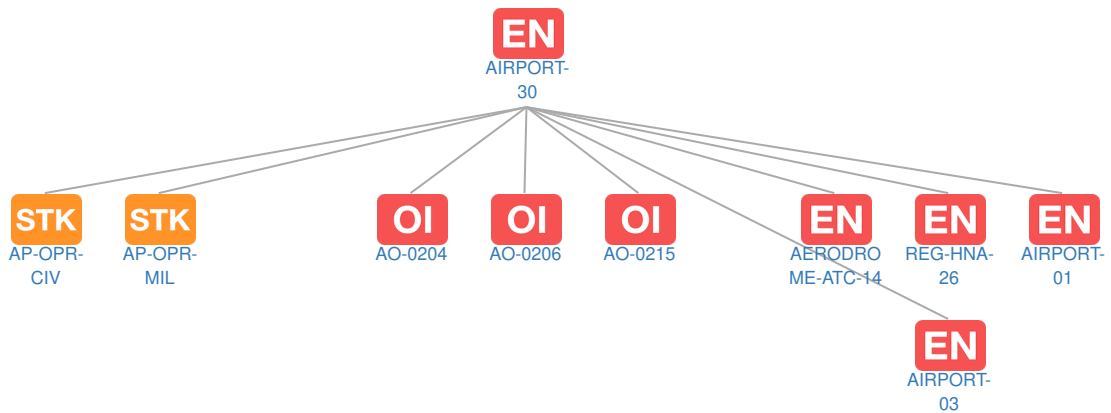 EN
AIRPORT-
30
STK
AP-OPR-
CIV
STK
AP-OPR-
MIL
OI
AO-0204
OI
AO-0206
OI
AO-0215
EN
AERODRO
ME-ATC-14
EN
REG-HNA-
26
EN
AIRPORT-
01
EN
AIRPORT-
03